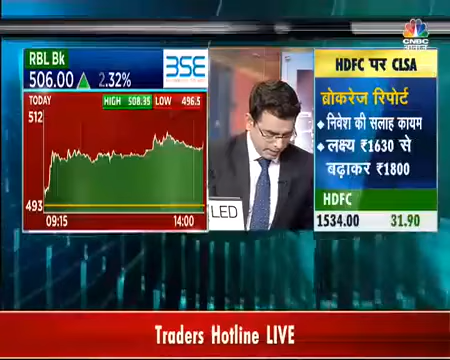 RBL Bk
506.00 2.32%
BSE
TODAY HIGH 508.35 LOW 496.5
512
493
09:15 14:00
LED
CNBC
HDFC पर CLSA
ब्रोकरेज रिपोर्ट
निवेश की सलाह कायम
लक्ष्य ₹1630 से
बढ़ाकर ₹1800
HDFC
1534.00 31.90
Traders Hotline LIVE